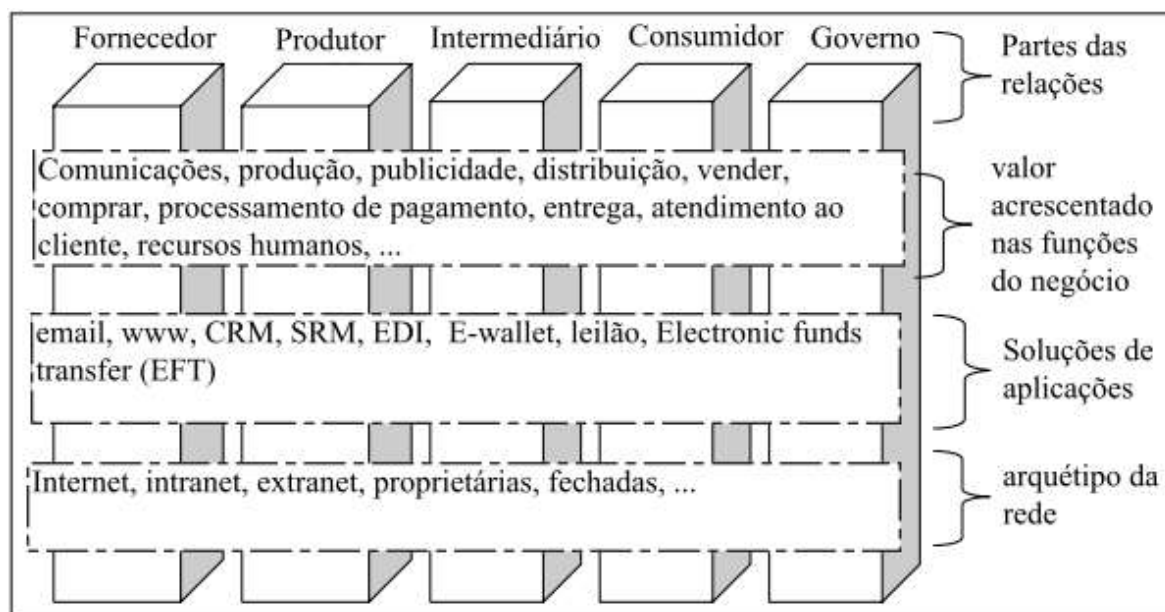 Fornecedor Produtor Intermediário Consumidor Governo
Partes das
relações
Comunicações, produção, publicidade, distribuição, vender,
comprar, processamento de pagamento, entrega, atendimento ao
cliente, recursos humanos, ...
valor
acrescentado
nas funções
do negócio
email, www, CRM, SRM, EDI, E-wallet, leilão, Electronic funds
transfer (EFT)
Soluções de
aplicações
Internet, intranet, extranet, proprietárias, fechadas, ...
arquétipo da
rede